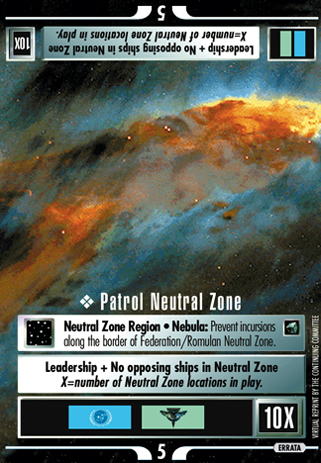 5
Leadership + No opposing ships in Neutral Zone
X=number of Neutral Zone locations in play.
10X
❖ Patrol Neutral Zone
Neutral Zone Region • Nebula: Prevent incursions
along the border of Federation/Romulan Neutral Zone.
Leadership + No opposing ships in Neutral Zone
X=number of Neutral Zone locations in play.
10X
5
ERRATA
VIRTUAL REPRINT BY THE CONTINUING COMMITTEE